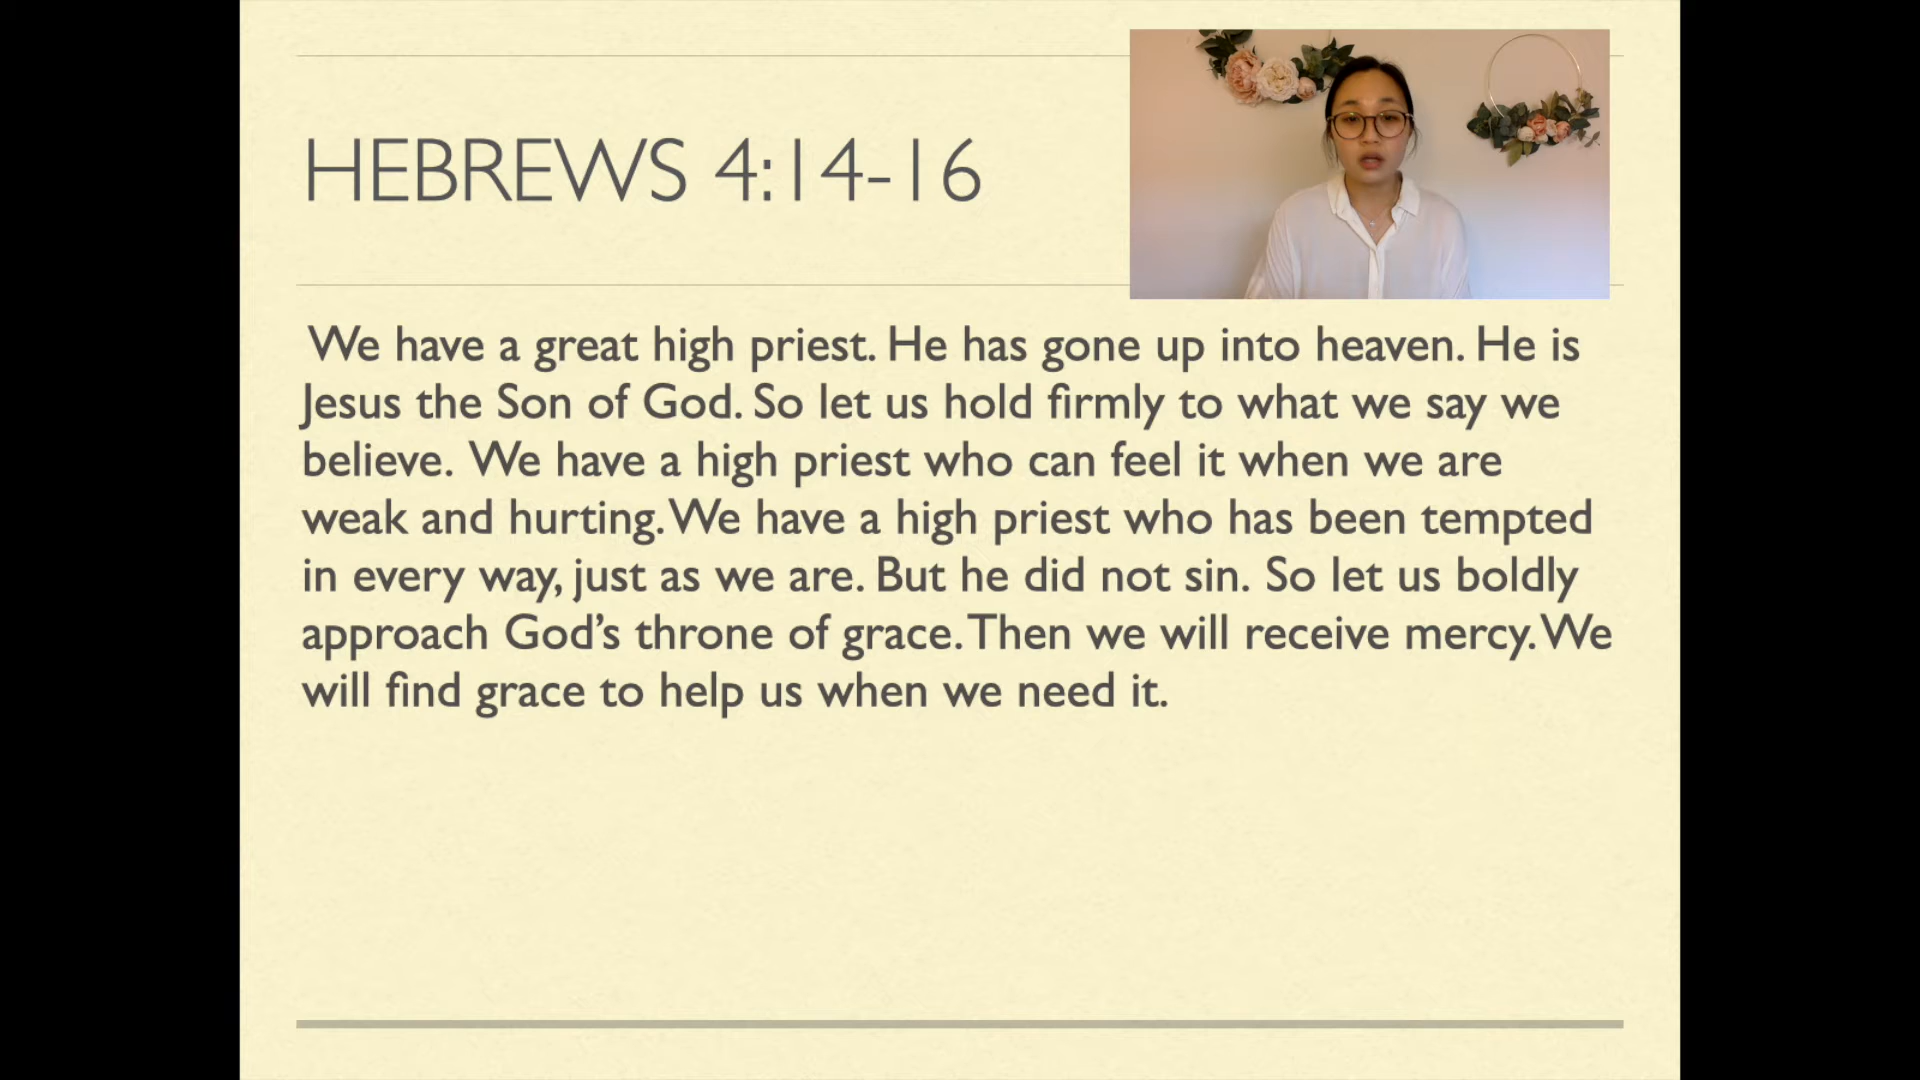 HEBREWS 4:14-16
We have a great high priest. He has gone up into heaven. He is
Jesus the Son of God. So let us hold firmly to what we say we
believe. We have a high priest who can feel it when we are
weak and hurting. We have a high priest who has been tempted
in every way, just as we are. But he did not sin. So let us boldly
approach God’s throne of grace. Then we will receive mercy. We
will find grace to help us when we need it.